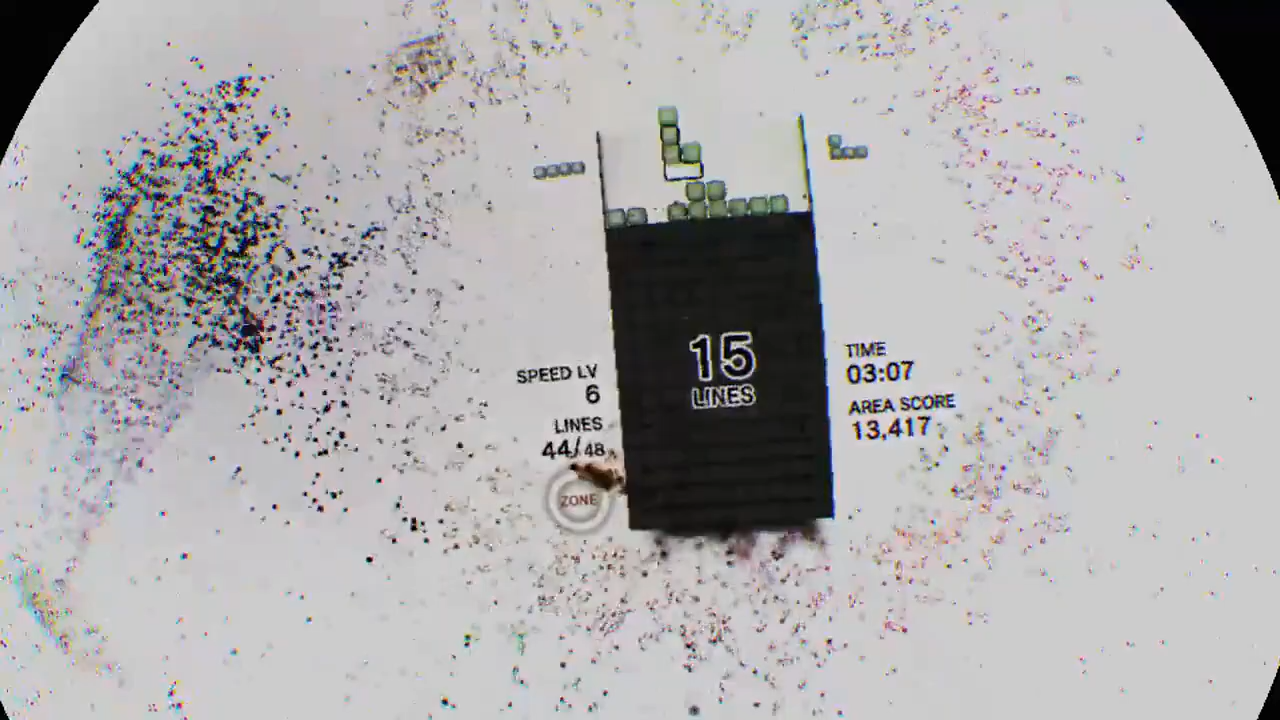 15
LINES
SPEED LV
6
LINES
44/48
ZONE
TIME
03:07
AREA SCORE
13,417